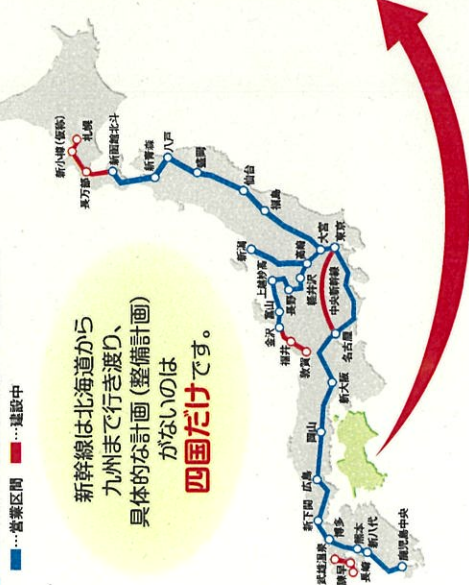 ■…営業区間 ■…建設中
新幹線は北海道から
九州まで行き渡り、
具体的な計画(整備計画)
がないのは
四国だけです。
新小樽(仮称)
札幌
長万部
新函館北斗
新青森
八戸
盛岡
仙台
福島
新潟
上越妙高
高崎
大宮
東京
長野
軽井沢
富山
金沢
福井
敦賀
中央新幹線
名古屋
新大阪
岡山
広島
新下関
博多
武雄温泉
諫早
長崎
熊本
新八代
鹿児島中央